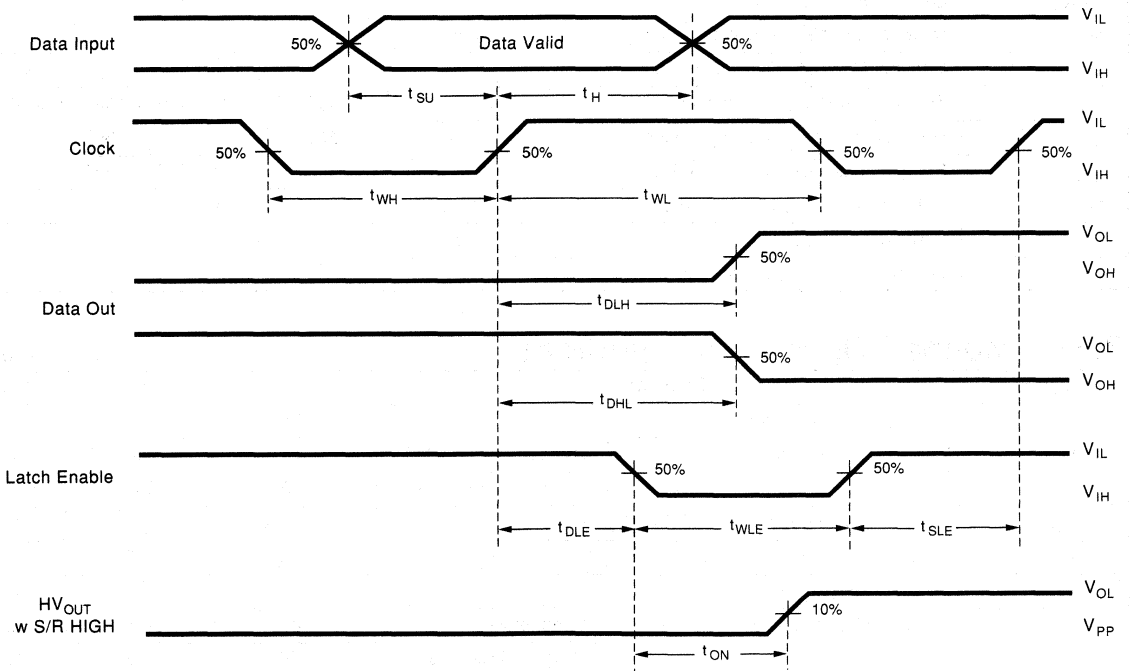 V_IL
Data Input 50% Data Valid 50%
V_IH
t_SU t_H
V_IL
Clock 50% 50% 50% 50%
V_IH
t_WH t_WL
V_OL
50%
V_OH
Data Out t_DLH
V_OL
50%
V_OH
t_DHL
V_IL
Latch Enable 50% 50%
V_IH
t_DLE t_WLE t_SLE
V_OL
HV_OUT 10%
w S/R HIGH V_PP
t_ON